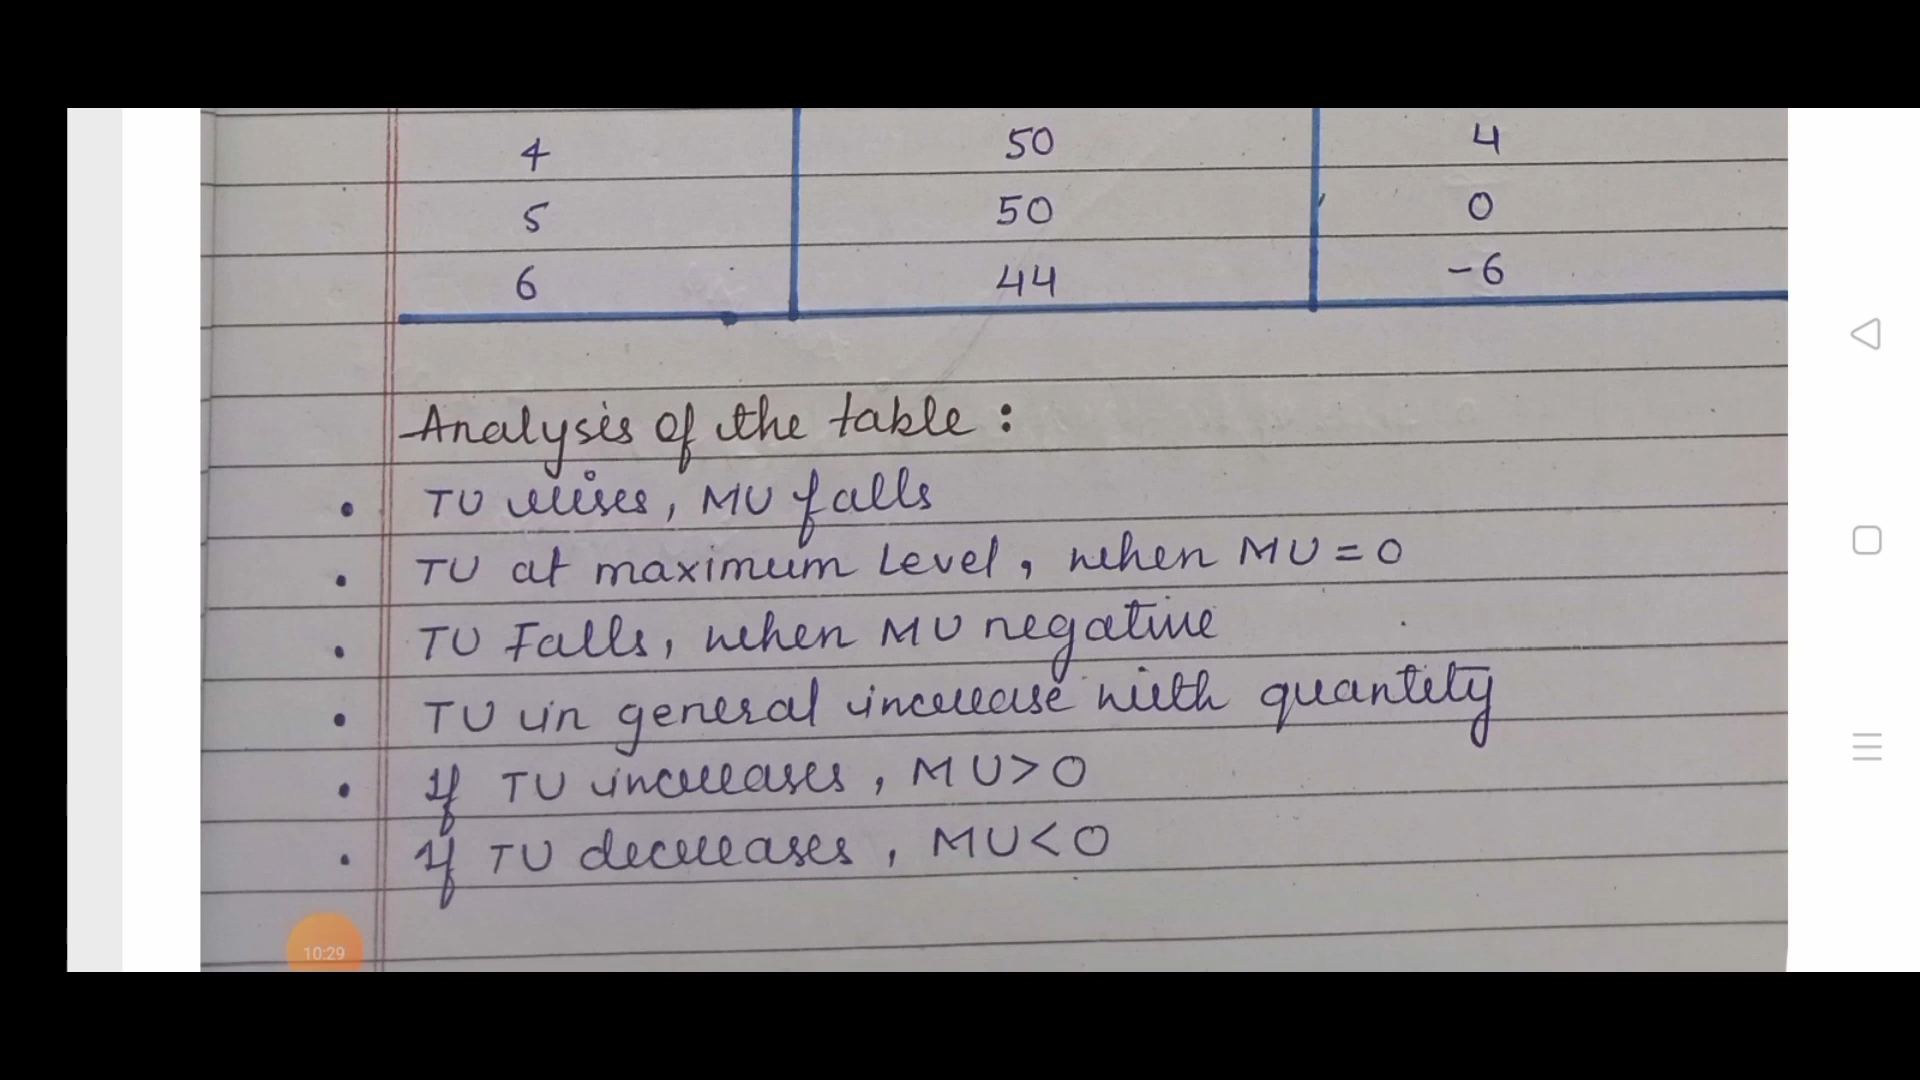 4 50 4
5 50 0
6 44 -6
Analysis of the table :
• TU rises, MU falls
• TU at maximum Level, when MU = 0
• TU Falls, when MU negative
• TU in general increase with quantity
• If TU increases, MU > 0
• If TU decreases, MU < 0
10:29